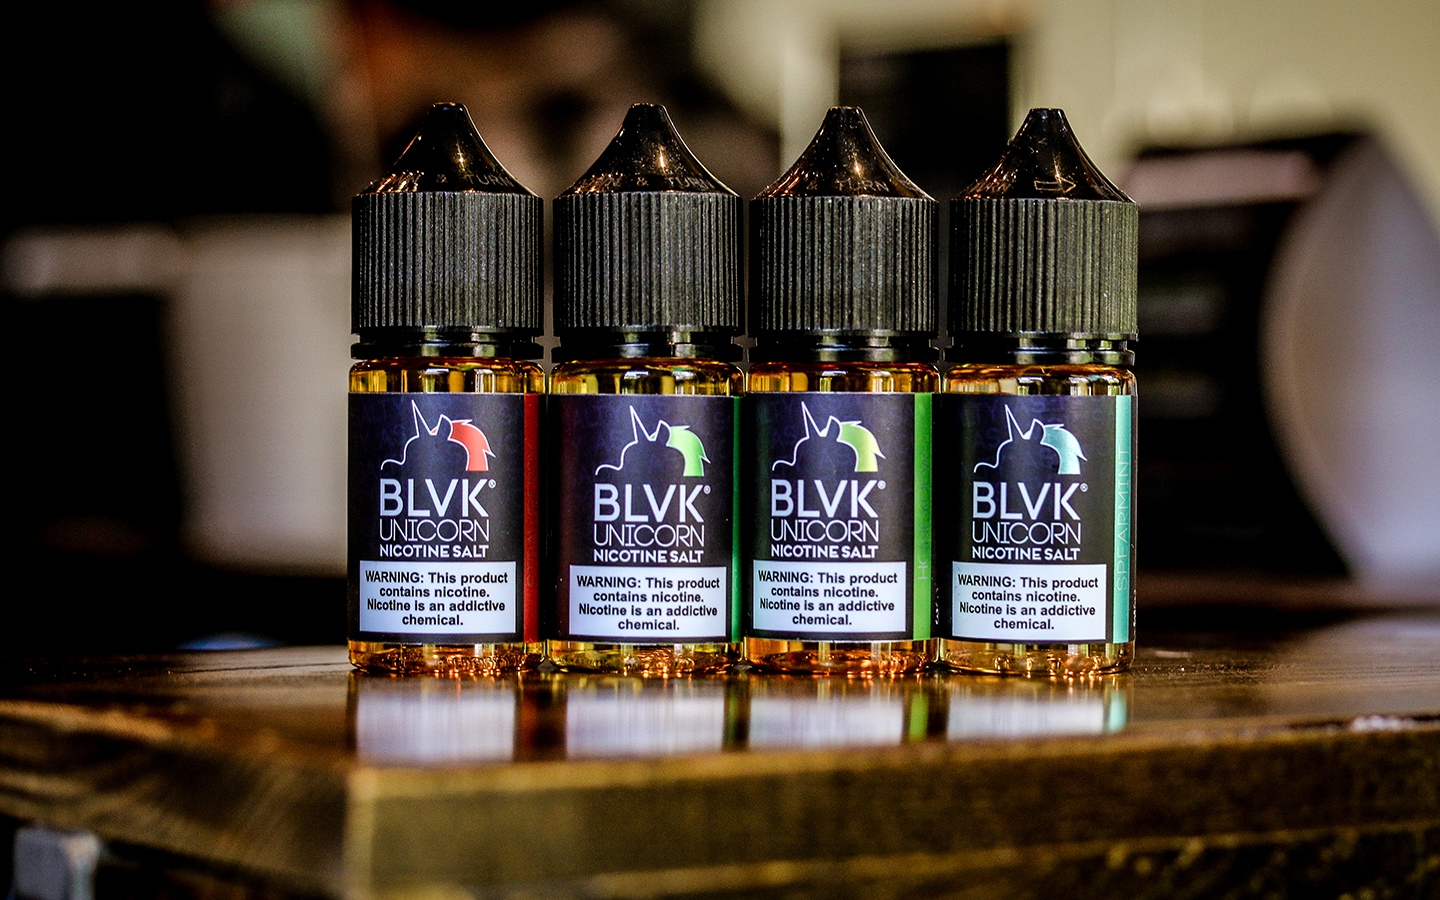 BLVK®
UNICORN
NICOTINE SALT
WARNING: This product
contains nicotine.
Nicotine is an addictive
chemical.
BLVK®
UNICORN
NICOTINE SALT
WARNING: This product
contains nicotine.
Nicotine is an addictive
chemical.
TURN
BLVK®
UNICORN
NICOTINE SALT
WARNING: This product
contains nicotine.
Nicotine is an addictive
chemical.
BLVK®
UNICORN
NICOTINE SALT
WARNING: This product
contains nicotine.
Nicotine is an addictive
chemical.
SPEARMINT